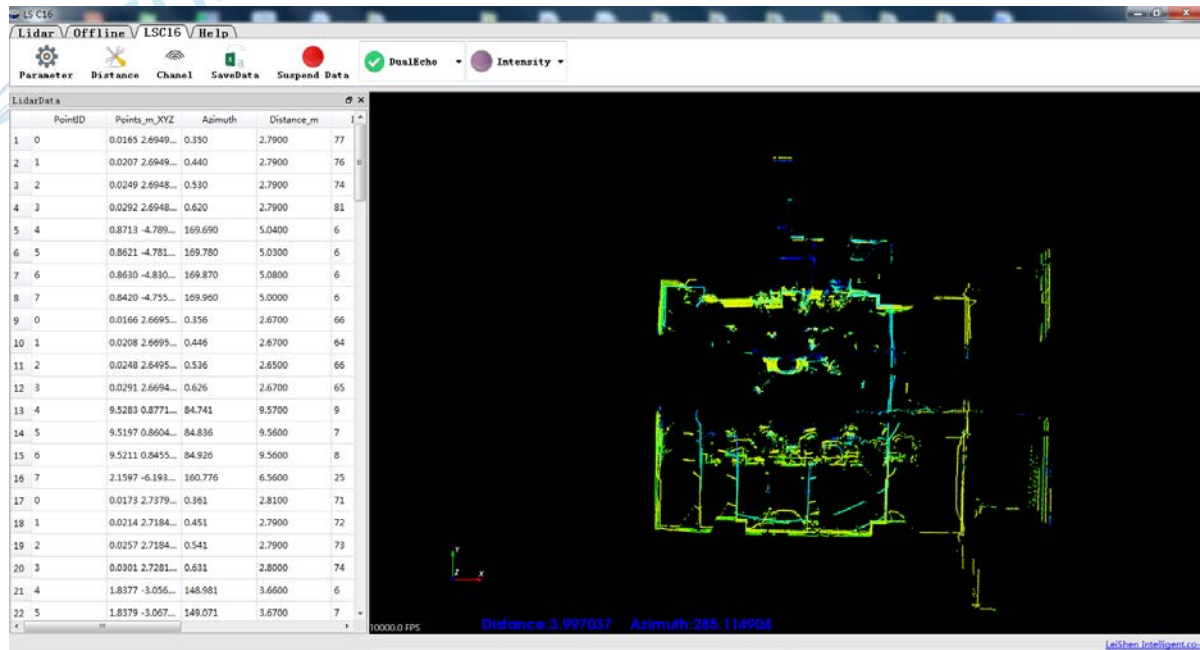 LS C16
Lidar Offline LSC16 Help
Parameter Distance Chanel SaveData Suspend Data DualEcho Intensity
LidarData
PointID Points_m_XYZ Azimuth Distance_m
1 0 0.0165 2.6949... 0.350 2.7900 77
2 1 0.0207 2.6949... 0.440 2.7900 76
3 2 0.0249 2.6948... 0.530 2.7900 74
4 3 0.0292 2.6948... 0.620 2.7900 81
5 4 0.8713 -4.789... 169.690 5.0400 6
6 5 0.8621 -4.781... 169.780 5.0300 6
7 6 0.8630 -4.830... 169.870 5.0800 6
8 7 0.8420 -4.755... 169.960 5.0000 6
9 0 0.0166 2.6695... 0.356 2.6700 66
10 1 0.0208 2.6695... 0.446 2.6700 64
11 2 0.0248 2.6495... 0.536 2.6500 66
12 3 0.0291 2.6694... 0.626 2.6700 65
13 4 9.5283 0.8771... 84.741 9.5700 9
14 5 9.5197 0.8604... 84.836 9.5600 7
15 6 9.5211 0.8455... 84.926 9.5600 8
16 7 2.1597 -6.193... 160.776 6.5600 25
17 0 0.0173 2.7379... 0.361 2.8100 71
18 1 0.0214 2.7184... 0.451 2.7900 72
19 2 0.0257 2.7184... 0.541 2.7900 73
20 3 0.0301 2.7281... 0.631 2.8000 74
21 4 1.8377 -3.056... 148.981 3.6600 6
22 5 1.8379 -3.067... 149.071 3.6700 7
Y
Z X
10000.0 FPS Distance:3.997037 Azimuth:285.114904
LeiShen Intelligent.co